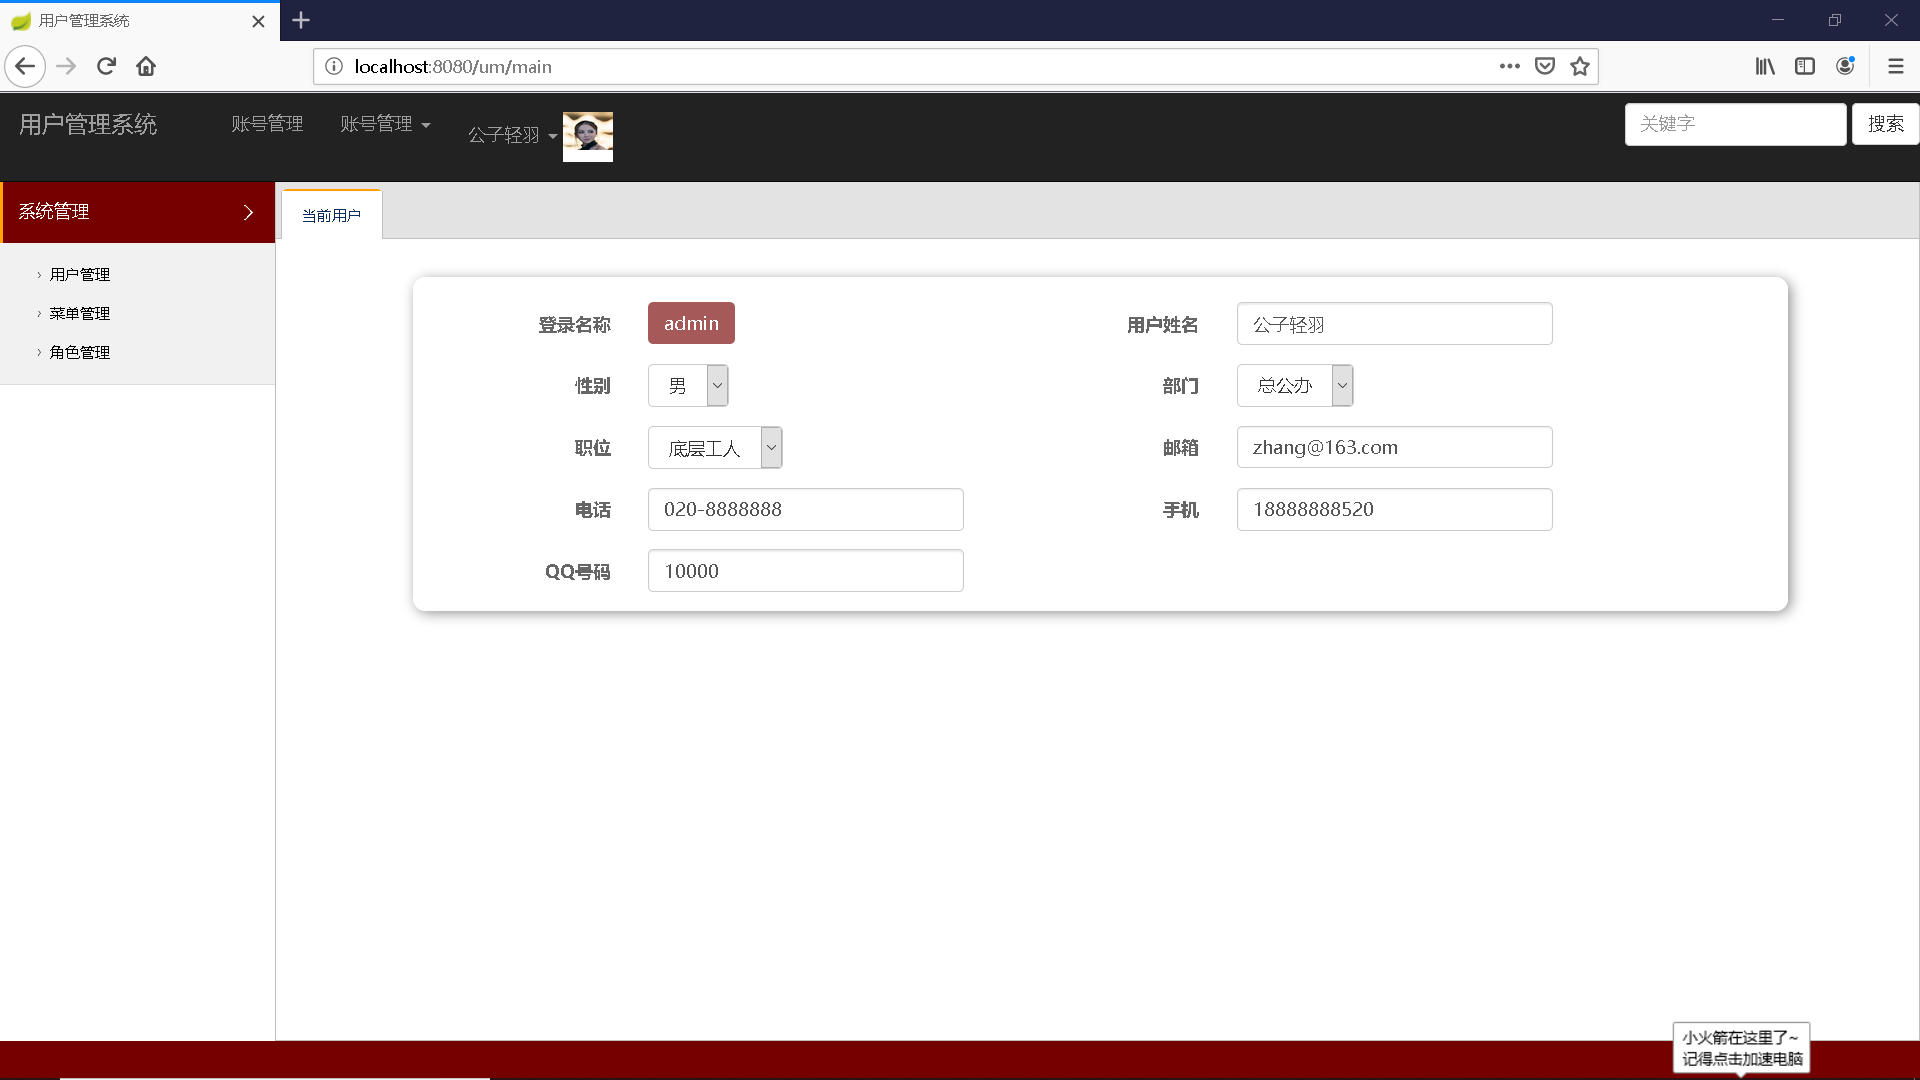 用户管理系统
localhost:8080/um/main
用户管理系统
账号管理
账号管理
公子轻羽
关键字
搜索
系统管理
当前用户
用户管理
菜单管理
角色管理
登录名称
admin
用户姓名
公子轻羽
性别
男
部门
总公办
职位
底层工人
邮箱
zhang@163.com
电话
020-8888888
手机
18888888520
QQ号码
10000
小火箭在这里了~
记得点击加速电脑